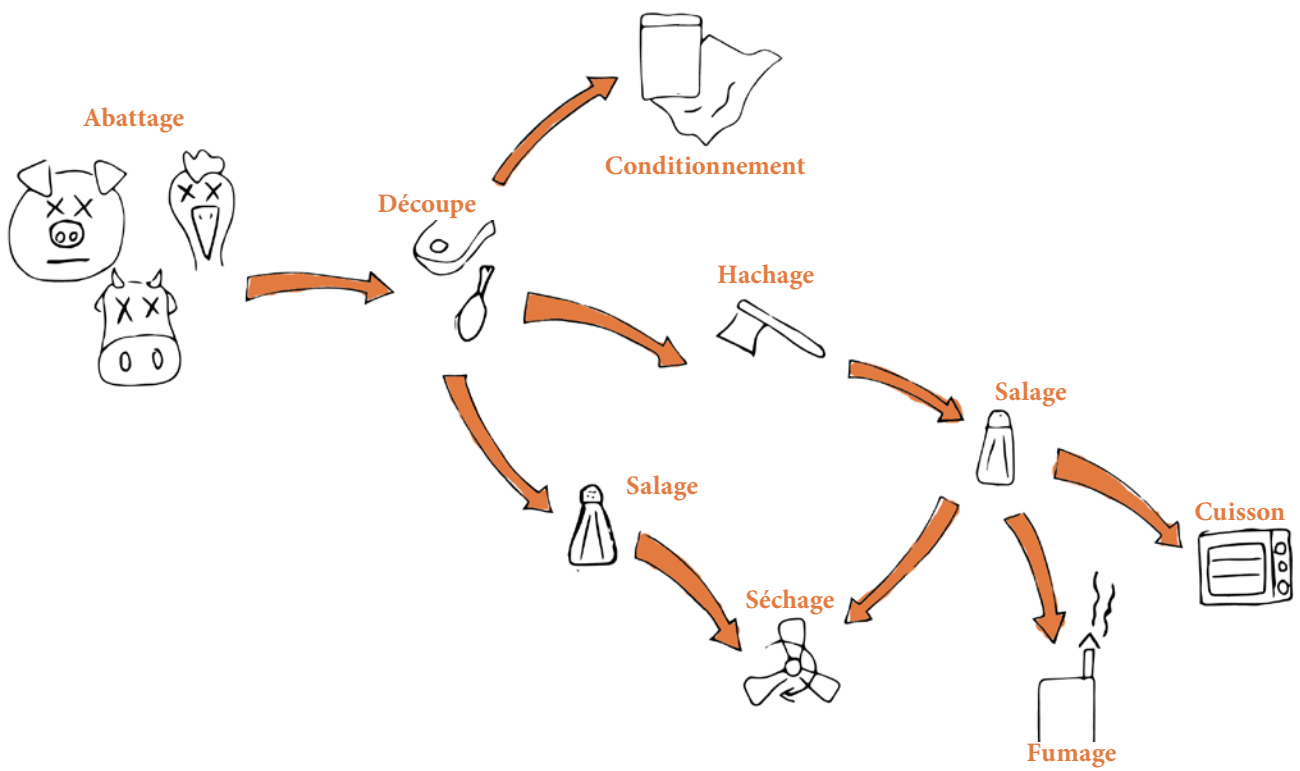 Abattage
Conditionnement
Découpe
Hachage
Salage
Salage
Cuisson
Séchage
Fumage